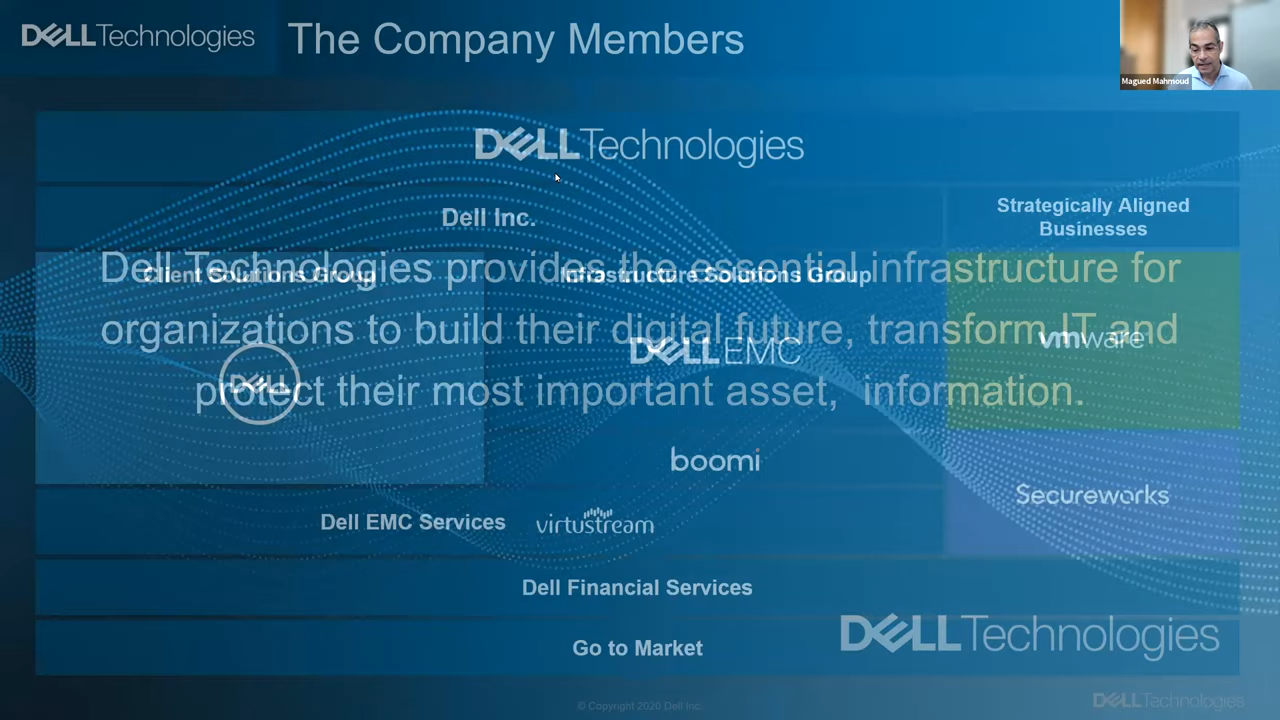 DELLTechnologies
The Company Members
Magued Mahmoud
DELLTechnologies
Dell Inc.
Strategically Aligned
Businesses
Client Solutions Group
Infrastructure Solutions Group
Dell Technologies provides the essential infrastructure for
organizations to build their digital future, transform IT and
protect their most important asset, information.
DELL
DELLEMC
vmware
boomi
Secureworks
Dell EMC Services
virtustream
Dell Financial Services
Go to Market
DELLTechnologies
© Copyright 2020 Dell Inc.
DELLTechnologies